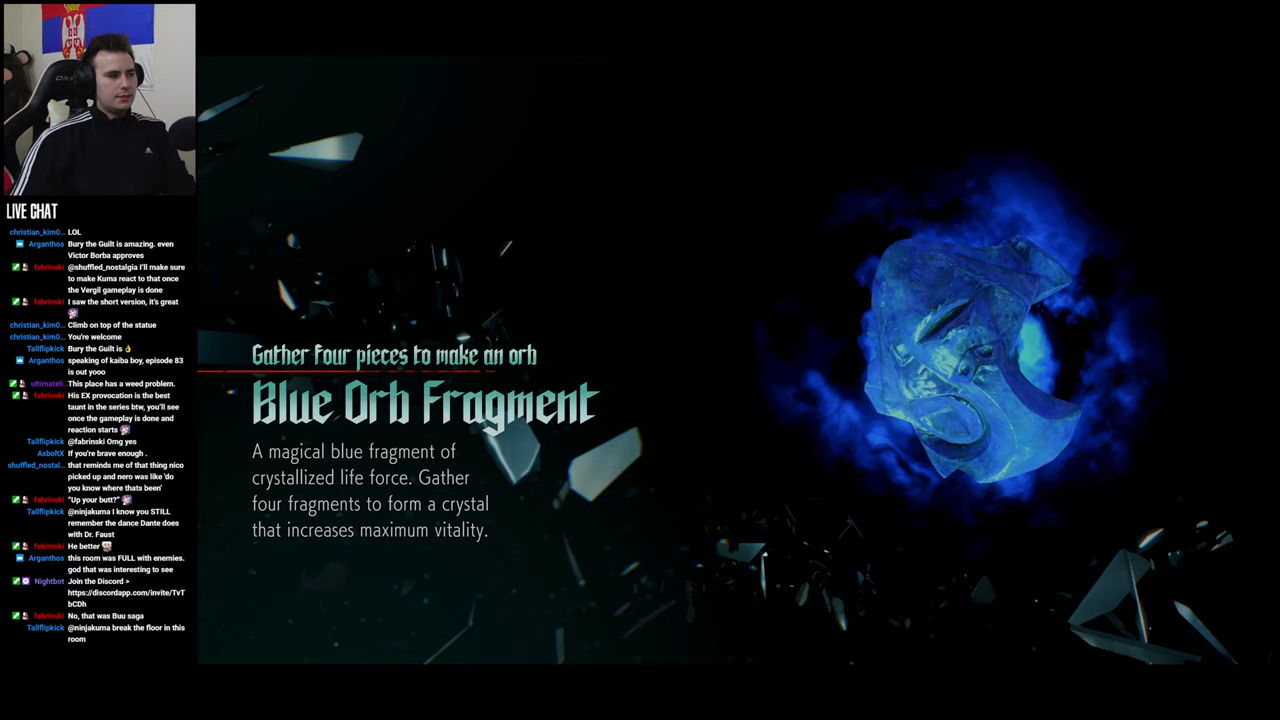 LIVE CHAT
christian_kim0... LOL
Arganthos Bury the Guilt is amazing. even
Victor Borba approves
fabrinski @shuffled_nostalgia I'll make sure
to make Kuma react to that once
the Vergil gameplay is done
fabrinski I saw the short version, it's great
christian_kim0... Climb on top of the statue
christian_kim0... You're welcome
Tallflipkick Bury the Guilt is 👌
Arganthos speaking of kaiba boy, episode 83
is out yooo
ultimateli... This place has a weed problem.
fabrinski His EX provocation is the best
taunt in the series btw, you'll see
once the gameplay is done and
reaction starts
Tallflipkick @fabrinski Omg yes
AxboltX If you're brave enough .
shuffled_nostal... that reminds me of that thing nico
picked up and nero was like 'do
you know where thats been'
fabrinski "Up your butt?"
Tallflipkick @ninjakuma I know you STILL
remember the dance Dante does
with Dr. Faust
fabrinski He better
Arganthos this room was FULL with enemies.
god that was interesting to see
Nightbot Join the Discord >
https://discordapp.com/invite/TvT
bCDh
fabrinski No, that was Buu saga
Tallflipkick @ninjakuma break the floor in this
room
Gather four pieces to make an orb
Blue Orb Fragment
A magical blue fragment of
crystallized life force. Gather
four fragments to form a crystal
that increases maximum vitality.